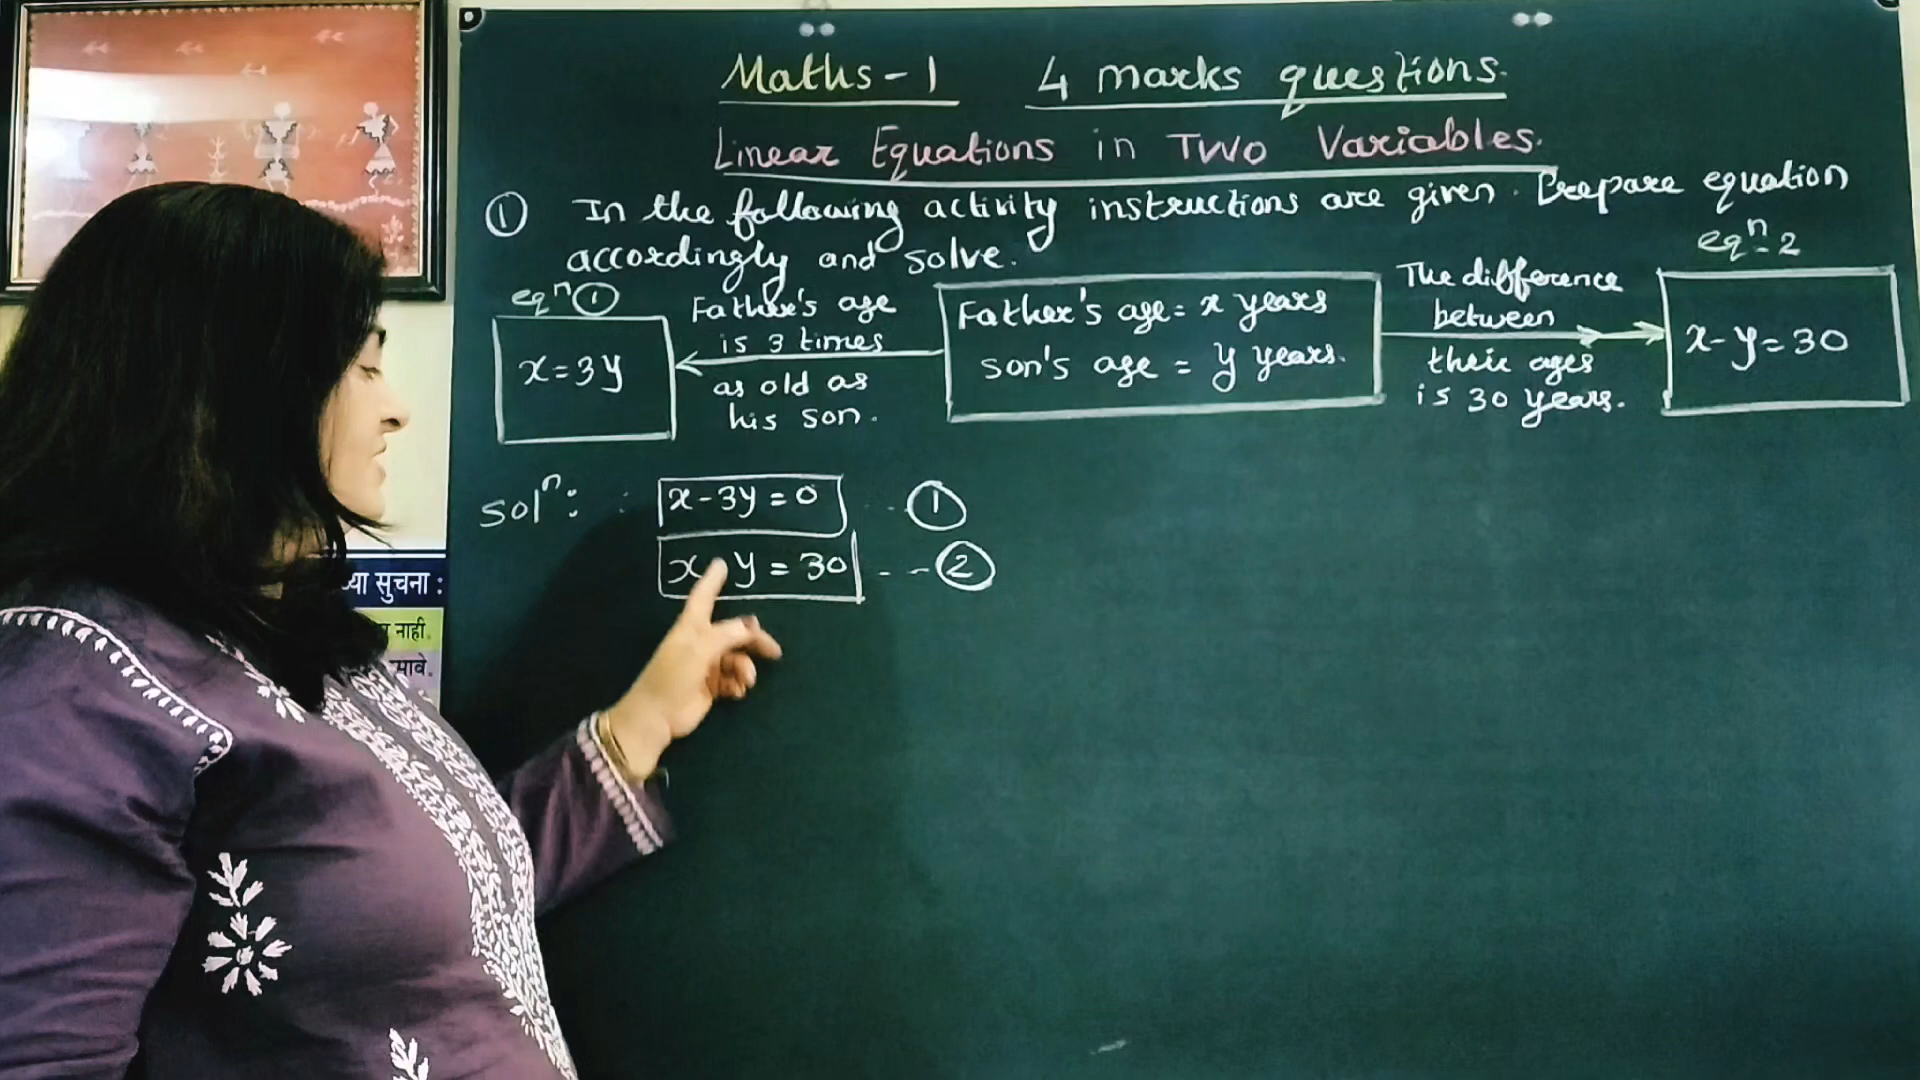 Maths - 1 4 marks questions.
Linear Equations in Two Variables.
① In the following activity instructions are given. Prepare equation
accordingly and solve.
eqⁿ ①
x = 3y
Father's age
is 3 times
as old as
his son.
Father's age = x years
son's age = y years.
The difference
between
their ages
is 30 years.
eqⁿ - 2
x - y = 30
solⁿ: x - 3y = 0 -- ①
x - y = 30 -- ②
सूचना :
नाही.